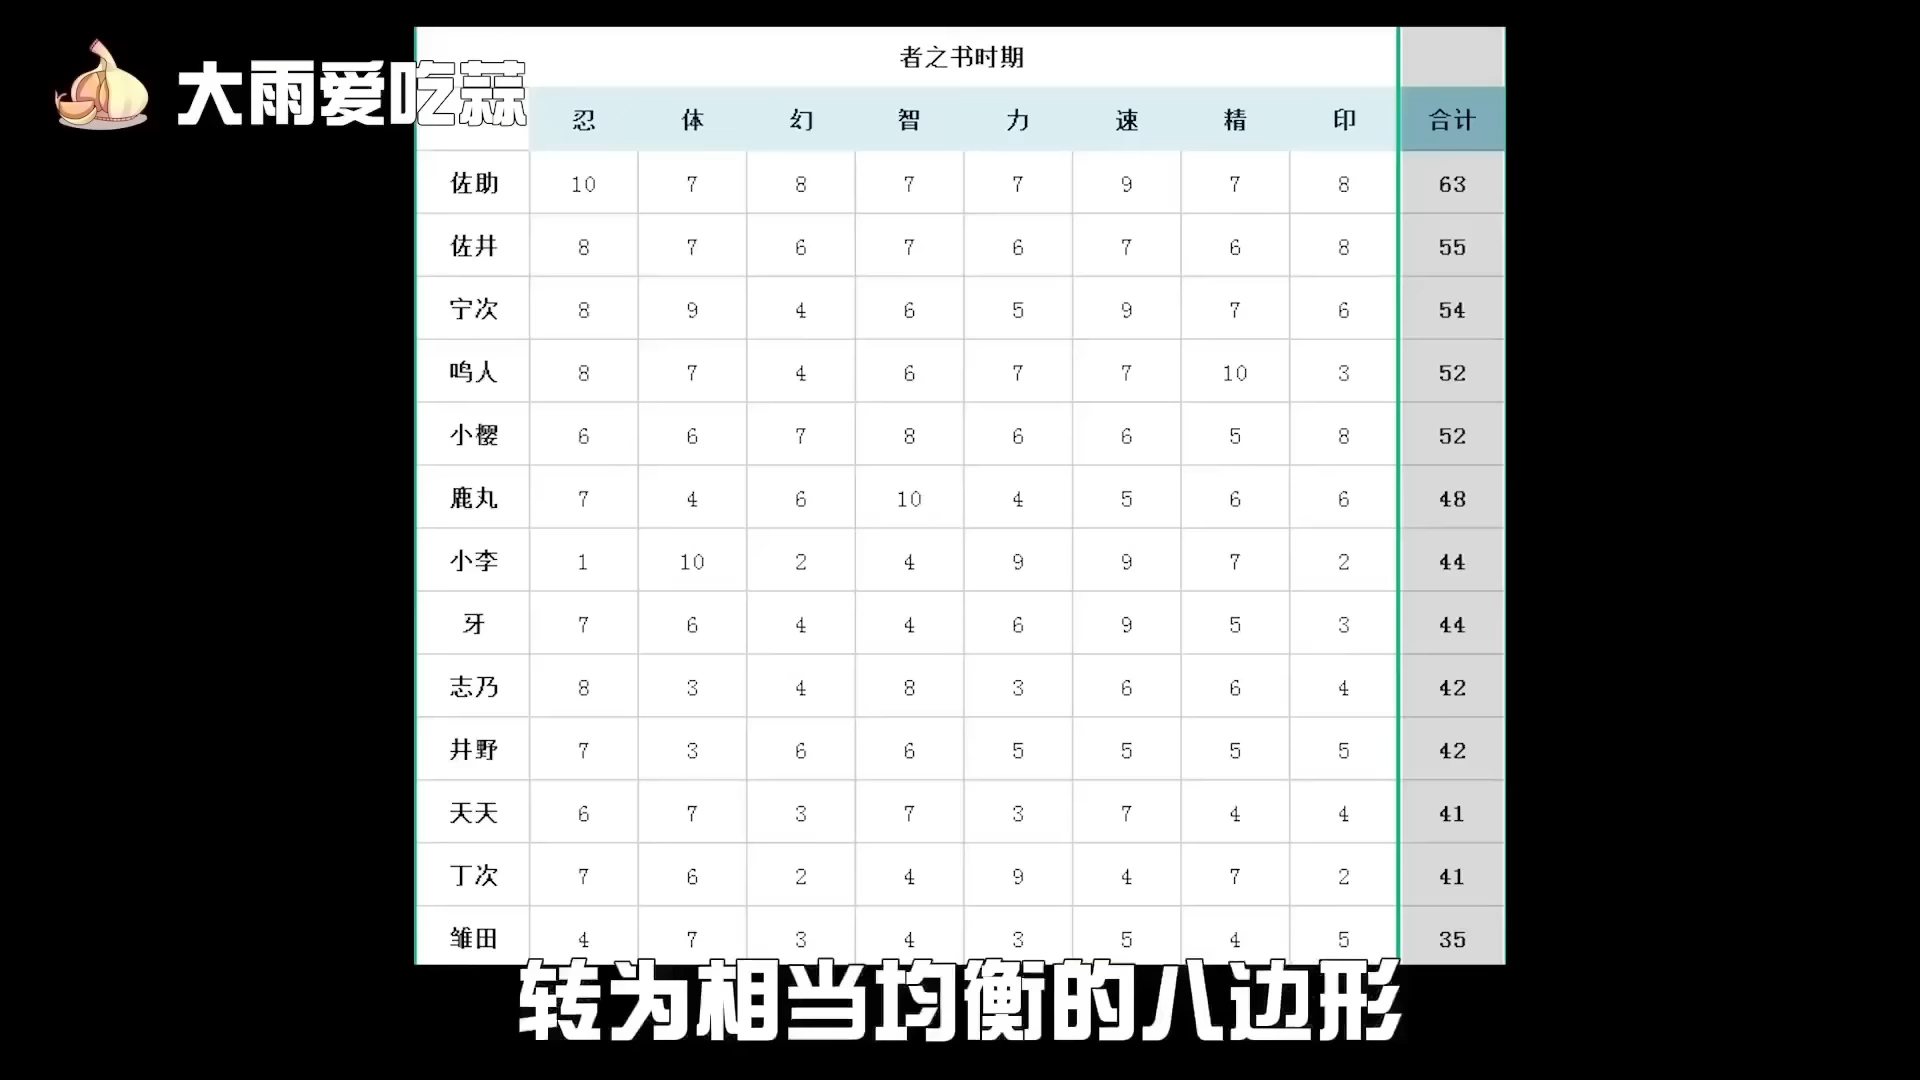 者之书时期
大雨爱吃蒜
忍 体 幻 智 力 速 精 印 合计
佐助 10 7 8 7 7 9 7 8 63
佐井 8 7 6 7 6 7 6 8 55
宁次 8 9 4 6 5 9 7 6 54
鸣人 8 7 4 6 7 7 10 3 52
小樱 6 6 7 8 6 6 5 8 52
鹿丸 7 4 6 10 4 5 6 6 48
小李 1 10 2 4 9 9 7 2 44
牙 7 6 4 4 6 9 5 3 44
志乃 8 3 4 8 3 6 6 4 42
井野 7 3 6 6 5 5 5 5 42
天天 6 7 3 7 3 7 4 4 41
丁次 7 6 2 4 9 4 7 2 41
雏田 4 7 3 4 3 5 4 5 35
转为相当均衡的八边形